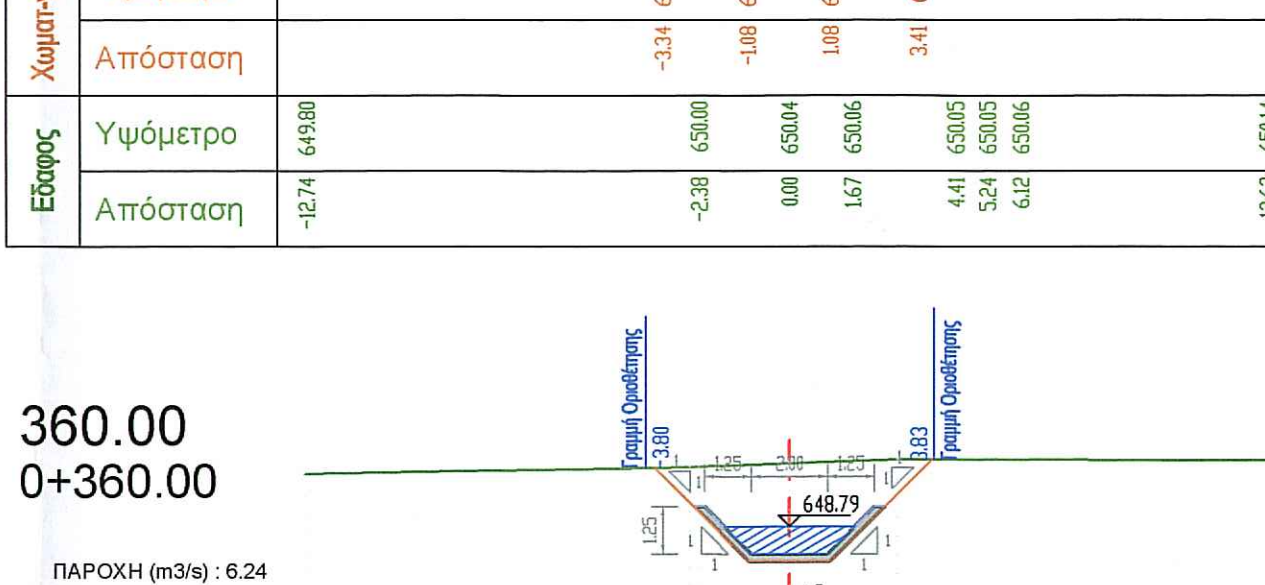 Χωματ-
Απόσταση -3.34 -1.08 1.08 3.41
Εδαφος
Υψόμετρο 649.80 650.00 650.04 650.06 650.05 650.05 650.06
Απόσταση -12.74 -2.38 0.00 1.67 4.41 5.24 6.12
Γραμμή Οριοθέτησης
-3.80
3.83
Γραμμή Οριοθέτησης
360.00
0+360.00
1 1.25 2.00 1.25 1
1 1
648.79
1.25
1 1
1 1
ΠΑΡΟΧΗ (m3/s) : 6.24